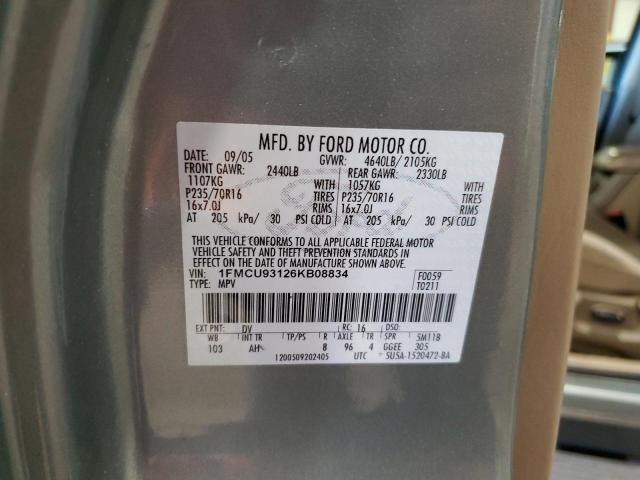 MFD. BY FORD MOTOR CO.
DATE: 09/05 GVWR: 4640LB/ 2105KG
FRONT GAWR: 2440LB REAR GAWR: 2330LB
1107KG WITH 1057KG WITH
P235/70R16 TIRES P235/70R16 TIRES
16x7.0J RIMS 16x7.0J RIMS
AT 205 kPa/ 30 PSI COLD AT 205 kPa/ 30 PSI COLD
THIS VEHICLE CONFORMS TO ALL APPLICABLE FEDERAL MOTOR
VEHICLE SAFETY AND THEFT PREVENTION STANDARDS IN
EFFECT ON THE DATE OF MANUFACTURE SHOWN ABOVE.
VIN: 1FMCU93126KB08834 F0059
TYPE: MPV T0211
EXT PNT: DV RC: 16 DSO:
WB INT TR TP/PS R AXLE TR SPR 5M11B
103 AH 8 96 4 GGEE 305
1200509202405 UTC 5U5A-1520472-BA
Ford